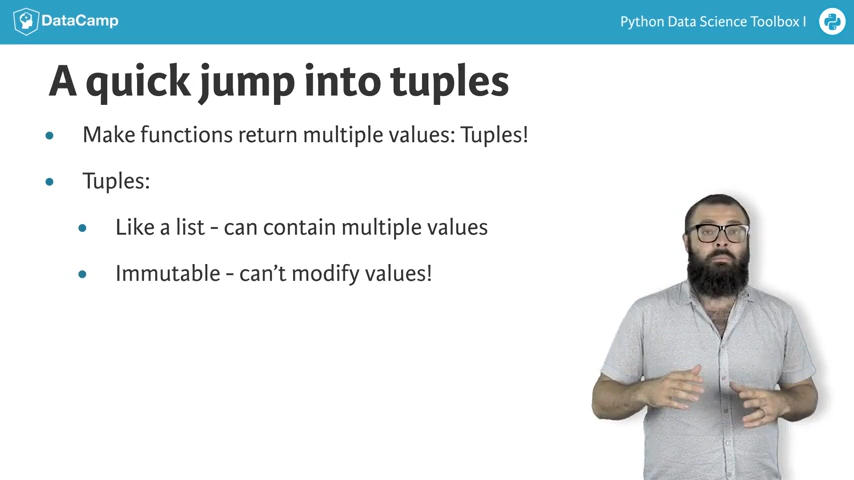 DataCamp
Python Data Science Toolbox I
A quick jump into tuples
Make functions return multiple values: Tuples!
Tuples:
Like a list - can contain multiple values
Immutable - can't modify values!